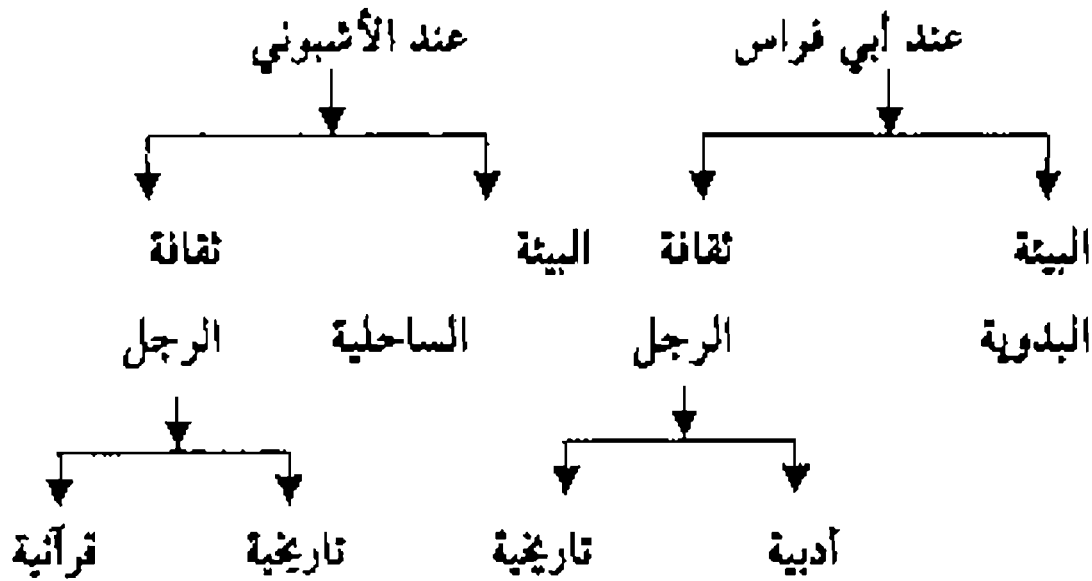 عند أبي فراس
عند الأشبوني
البيئة البدوية
ثقافة الرجل
البيئة الساحلية
ثقافة الرجل
أدبية
تاريخية
تاريخية
قرآنية